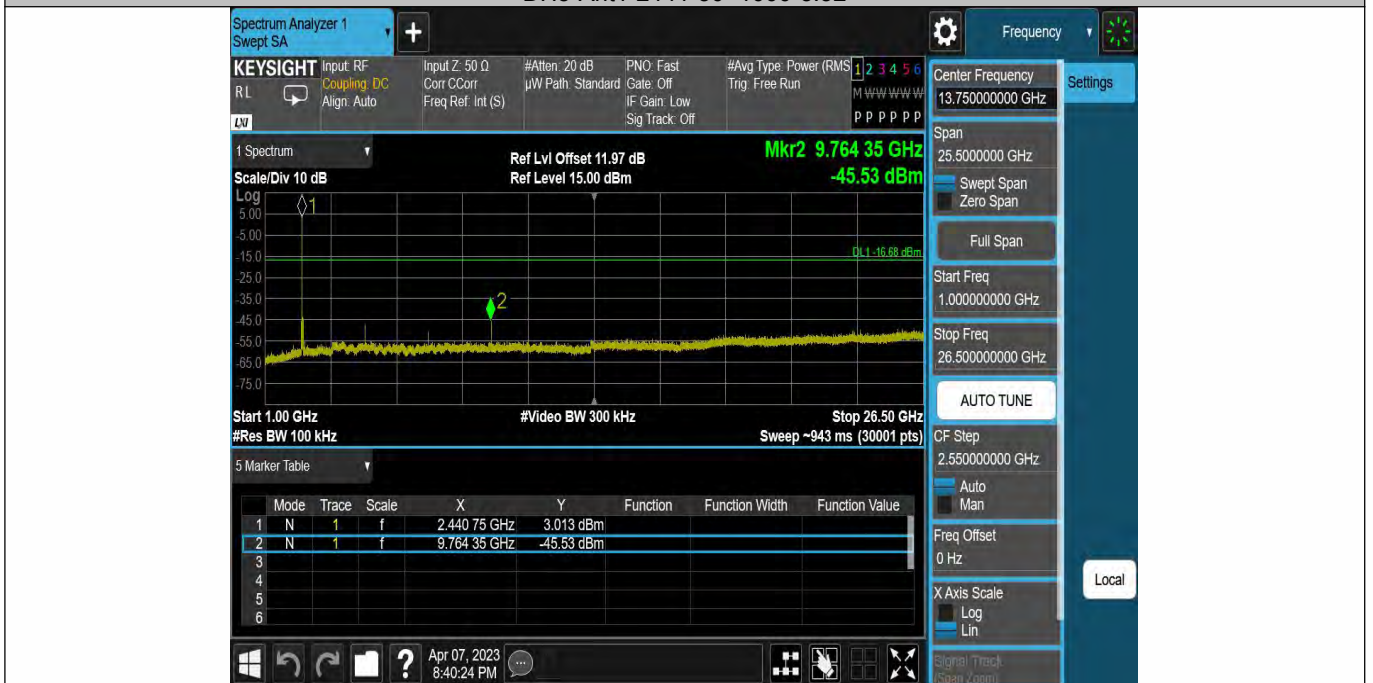 Spectrum Analyzer 1
Swept SA
+
Frequency
KEYSIGHT
RL
LXI
Input: RF
Coupling: DC
Align: Auto
Input Z: 50 Ω
Corr CCorr
Freq Ref: Int (S)
#Atten: 20 dB
µW Path: Standard
PNO: Fast
Gate: Off
IF Gain: Low
Sig Track: Off
#Avg Type: Power (RMS
Trig: Free Run
1 2 3 4 5 6
M W W W W W
P P P P P P
Settings
1 Spectrum
Scale/Div 10 dB
Ref Lvl Offset 11.97 dB
Ref Level 15.00 dBm
Mkr2 9.764 35 GHz
-45.53 dBm
Log
5.00
-5.00
-15.0
-25.0
-35.0
-45.0
-55.0
-65.0
-75.0
1
2
DL1 -16.68 dBm
Start 1.00 GHz
#Video BW 300 kHz
Stop 26.50 GHz
#Res BW 100 kHz
Sweep ~943 ms (30001 pts)
5 Marker Table
Mode Trace Scale X Y Function Function Width Function Value
1 N 1 f 2.440 75 GHz 3.013 dBm
2 N 1 f 9.764 35 GHz -45.53 dBm
3
4
5
6
Center Frequency
13.750000000 GHz
Span
25.5000000 GHz
Swept Span
Zero Span
Full Span
Start Freq
1.000000000 GHz
Stop Freq
26.500000000 GHz
AUTO TUNE
CF Step
2.550000000 GHz
Auto
Man
Freq Offset
0 Hz
X Axis Scale
Log
Lin
Signal Track
(Span Zoom)
Local
?
Apr 07, 2023
8:40:24 PM